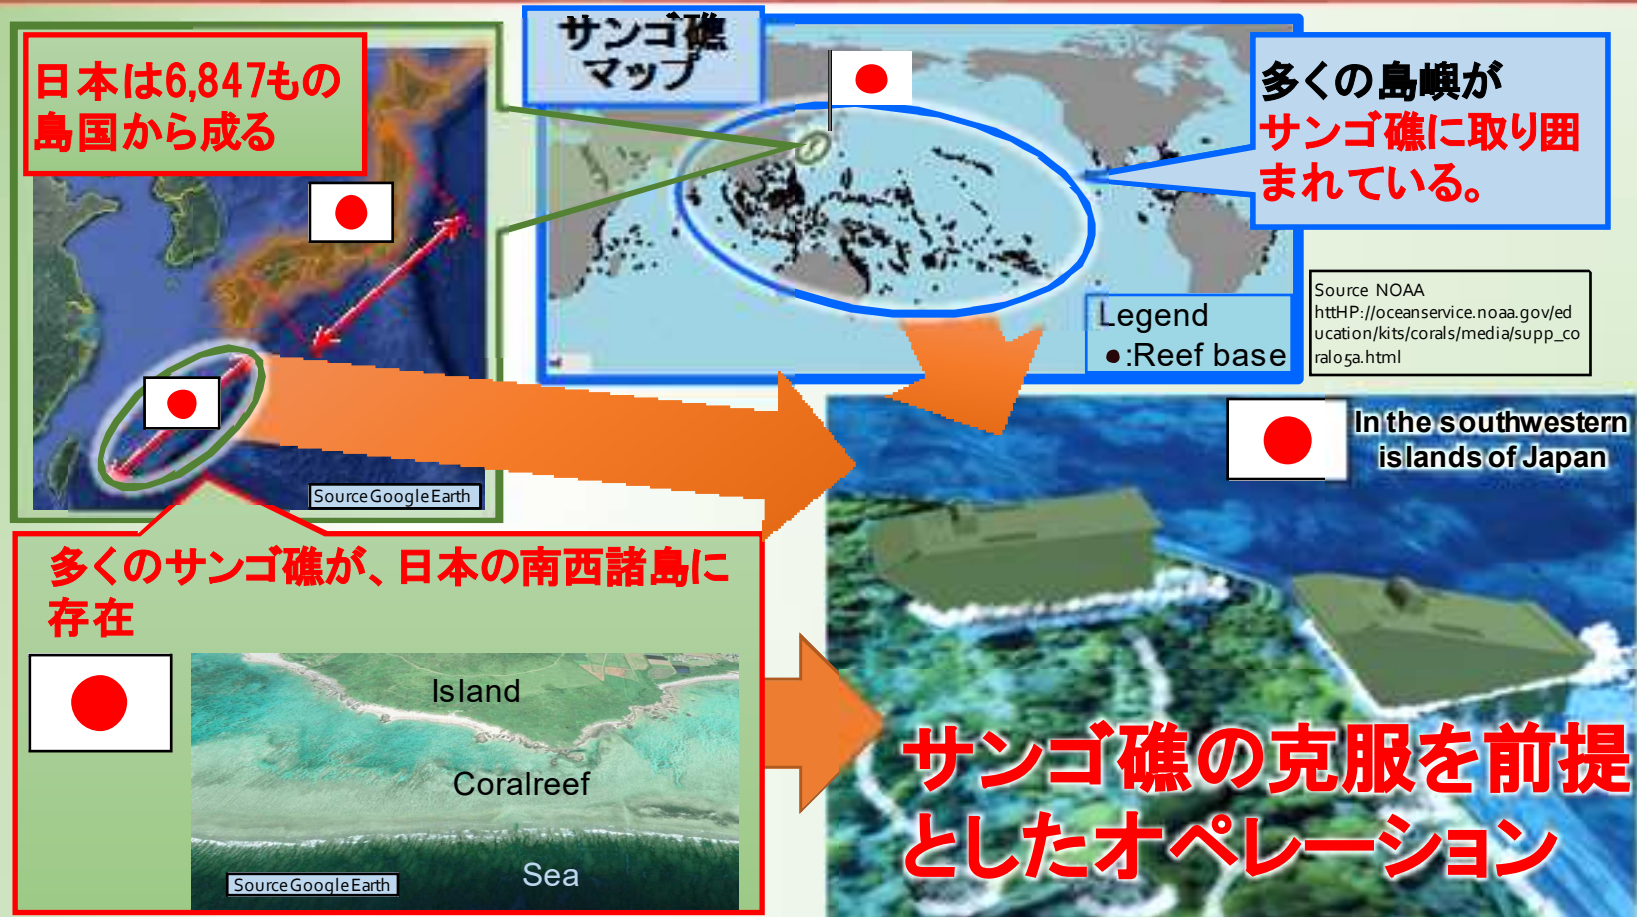 日本は6,847もの
島国から成る
サンゴ礁
マップ
多くの島嶼が
サンゴ礁に取り囲
まれている。
Legend
●:Reef base
Source NOAA
httHP://oceanservice.noaa.gov/ed
ucation/kits/corals/media/supp_co
ral05a.html
Source Google Earth
In the southwestern
islands of Japan
多くのサンゴ礁が、日本の南西諸島に
存在
Island
Coralreef
Sea
Source Google Earth
サンゴ礁の克服を前提
としたオペレーション